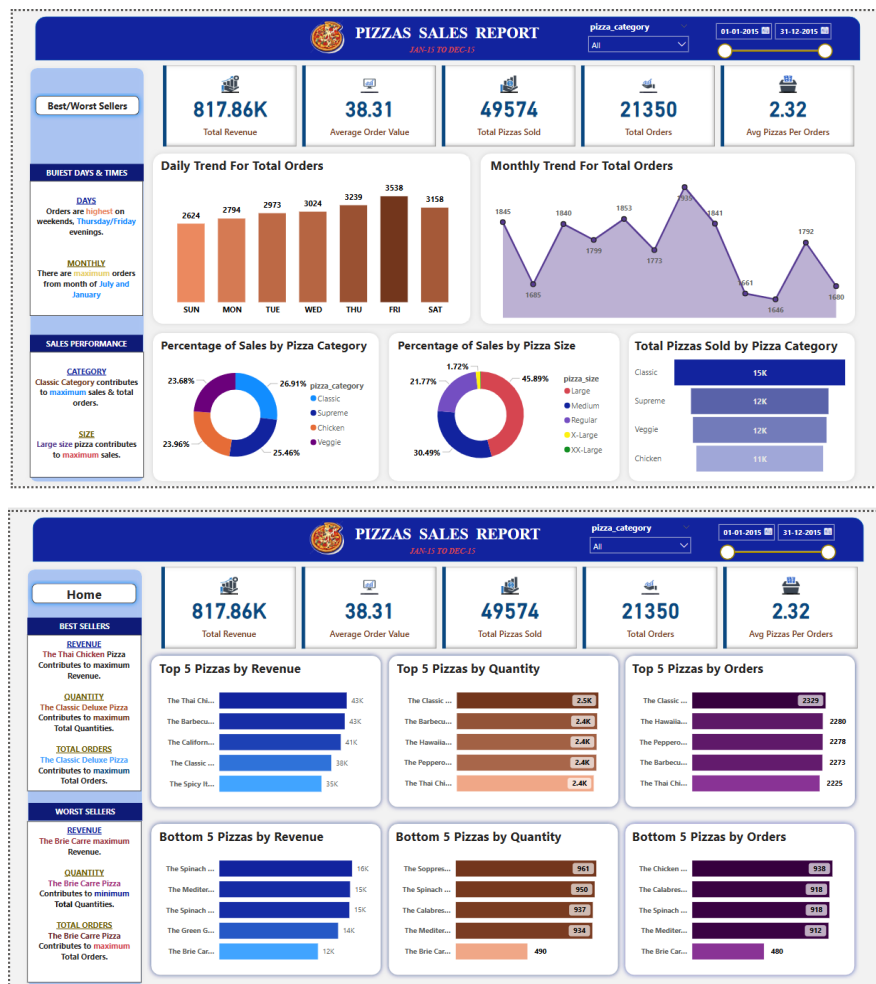 PIZZAS SALES REPORT
JAN-15 TO DEC-15
pizza_category
All
01-01-2015
31-12-2015
Best/Worst Sellers
817.86K
Total Revenue
38.31
Average Order Value
49574
Total Pizzas Sold
21350
Total Orders
2.32
Avg Pizzas Per Orders
BUIEST DAYS & TIMES
DAYS
Orders are highest on
weekends, Thursday/Friday
evenings.
MONTHLY
There are maximum orders
from month of July and
January
SALES PERFORMANCE
CATEGORY
Classic Category contributes
to maximum sales & total
orders.
SIZE
Large size pizza contributes
to maximum sales.
Daily Trend For Total Orders
2624
2794
2973
3024
3239
3538
3158
SUN
MON
TUE
WED
THU
FRI
SAT
Monthly Trend For Total Orders
1845
1685
1840
1799
1853
1773
1935
1841
1661
1646
1792
1680
Percentage of Sales by Pizza Category
23.68%
26.91%
23.96%
25.46%
pizza_category
Classic
Supreme
Chicken
Veggie
Percentage of Sales by Pizza Size
1.72%
21.77%
45.89%
30.49%
pizza_size
Large
Medium
Regular
X-Large
XX-Large
Total Pizzas Sold by Pizza Category
Classic
15K
Supreme
12K
Veggie
12K
Chicken
11K
PIZZAS SALES REPORT
JAN-15 TO DEC-15
pizza_category
All
01-01-2015
31-12-2015
Home
817.86K
Total Revenue
38.31
Average Order Value
49574
Total Pizzas Sold
21350
Total Orders
2.32
Avg Pizzas Per Orders
BEST SELLERS
REVENUE
The Thai Chicken Pizza
Contributes to maximum
Revenue.
QUANTITY
The Classic Deluxe Pizza
Contributes to maximum
Total Quantities.
TOTAL ORDERS
The Classic Deluxe Pizza
Contributes to maximum
Total Orders.
WORST SELLERS
REVENUE
The Brie Carre maximum
Revenue.
QUANTITY
The Brie Carre Pizza
Contributes to minimum
Total Quantities.
TOTAL ORDERS
The Brie Carre Pizza
Contributes to maximum
Total Orders.
Top 5 Pizzas by Revenue
The Thai Chi... 43K
The Barbecu... 43K
The Californ... 41K
The Classic ... 38K
The Spicy It... 35K
Top 5 Pizzas by Quantity
The Classic ... 2.5K
The Barbecu... 2.4K
The Hawaiia... 2.4K
The Peppero... 2.4K
The Thai Chi... 2.4K
Top 5 Pizzas by Orders
The Classic ... 2329
The Hawaiia... 2280
The Peppero... 2278
The Barbecu... 2273
The Thai Chi... 2225
Bottom 5 Pizzas by Revenue
The Spinach ... 16K
The Mediter... 15K
The Spinach ... 15K
The Green G... 14K
The Brie Car... 12K
Bottom 5 Pizzas by Quantity
The Soppres... 961
The Spinach ... 950
The Calabres... 937
The Mediter... 934
The Brie Car... 490
Bottom 5 Pizzas by Orders
The Chicken ... 938
The Calabres... 918
The Spinach ... 918
The Mediter... 912
The Brie Car... 480